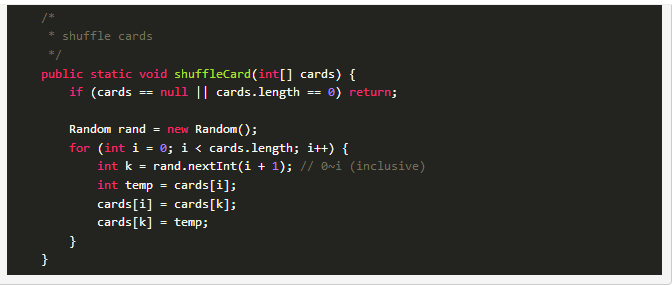 /*
 * shuffle cards
 */
public static void shuffleCard(int[] cards) {
    if (cards == null || cards.length == 0) return;

    Random rand = new Random();
    for (int i = 0; i < cards.length; i++) {
        int k = rand.nextInt(i + 1); // 0~i (inclusive)
        int temp = cards[i];
        cards[i] = cards[k];
        cards[k] = temp;
    }
}